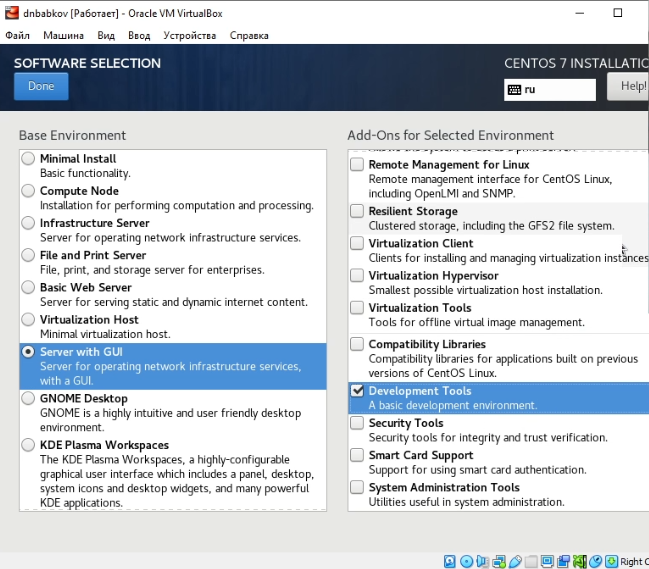 dnbabkov [Работает] - Oracle VM VirtualBox
Файл Машина Вид Ввод Устройства Справка
SOFTWARE SELECTION
CENTOS 7 INSTALLATIO
Done
ru
Help!
Base Environment
Minimal Install
Basic functionality.
Compute Node
Installation for performing computation and processing.
Infrastructure Server
Server for operating network infrastructure services.
File and Print Server
File, print, and storage server for enterprises.
Basic Web Server
Server for serving static and dynamic internet content.
Virtualization Host
Minimal virtualization host.
Server with GUI
Server for operating network infrastructure services,
with a GUI.
GNOME Desktop
GNOME is a highly intuitive and user friendly desktop
environment.
KDE Plasma Workspaces
The KDE Plasma Workspaces, a highly-configurable
graphical user interface which includes a panel, desktop,
system icons and desktop widgets, and many powerful
KDE applications.
Add-Ons for Selected Environment
Allows the system to act as a print server.
Remote Management for Linux
Remote management interface for CentOS Linux,
including OpenLMI and SNMP.
Resilient Storage
Clustered storage, including the GFS2 file system.
Virtualization Client
Clients for installing and managing virtualization instances
Virtualization Hypervisor
Smallest possible virtualization host installation.
Virtualization Tools
Tools for offline virtual image management.
Compatibility Libraries
Compatibility libraries for applications built on previous
versions of CentOS Linux.
Development Tools
A basic development environment.
Security Tools
Security tools for integrity and trust verification.
Smart Card Support
Support for using smart card authentication.
System Administration Tools
Utilities useful in system administration.
Right C